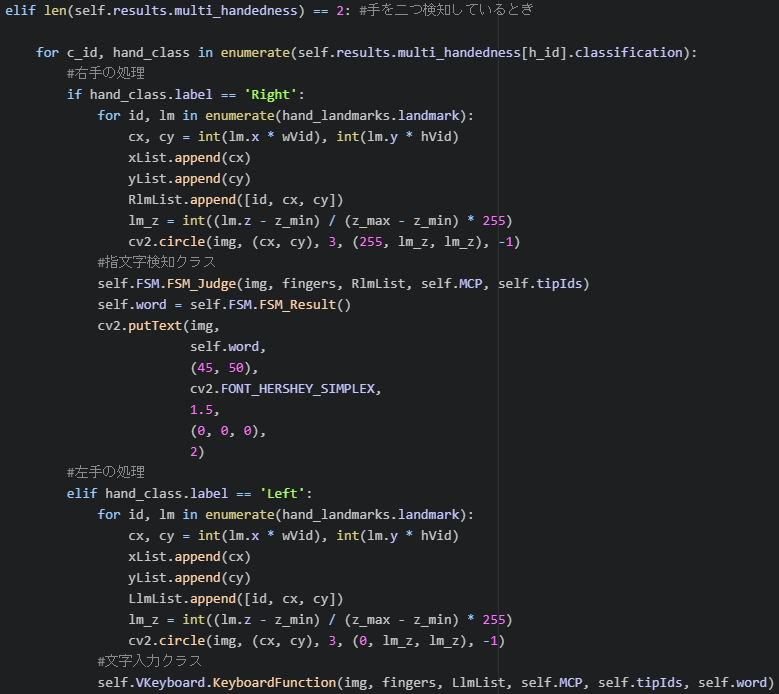 elif len(self.results.multi_handedness) == 2: #手を二つ検知しているとき
for c_id, hand_class in enumerate(self.results.multi_handedness[h_id].classification):
#右手の処理
if hand_class.label == 'Right':
for id, lm in enumerate(hand_landmarks.landmark):
cx, cy = int(lm.x * wVid), int(lm.y * hVid)
xList.append(cx)
yList.append(cy)
RlmList.append([id, cx, cy])
lm_z = int((lm.z - z_min) / (z_max - z_min) * 255)
cv2.circle(img, (cx, cy), 3, (255, lm_z, lm_z), -1)
#指文字検知クラス
self.FSM.FSM_Judge(img, fingers, RlmList, self.MCP, self.tipIds)
self.word = self.FSM.FSM_Result()
cv2.putText(img,
self.word,
(45, 50),
cv2.FONT_HERSHEY_SIMPLEX,
1.5,
(0, 0, 0),
2)
#左手の処理
elif hand_class.label == 'Left':
for id, lm in enumerate(hand_landmarks.landmark):
cx, cy = int(lm.x * wVid), int(lm.y * hVid)
xList.append(cx)
yList.append(cy)
LlmList.append([id, cx, cy])
lm_z = int((lm.z - z_min) / (z_max - z_min) * 255)
cv2.circle(img, (cx, cy), 3, (0, lm_z, lm_z), -1)
#文字入力クラス
self.VKeyboard.KeyboardFunction(img, fingers, LlmList, self.MCP, self.tipIds, self.word)